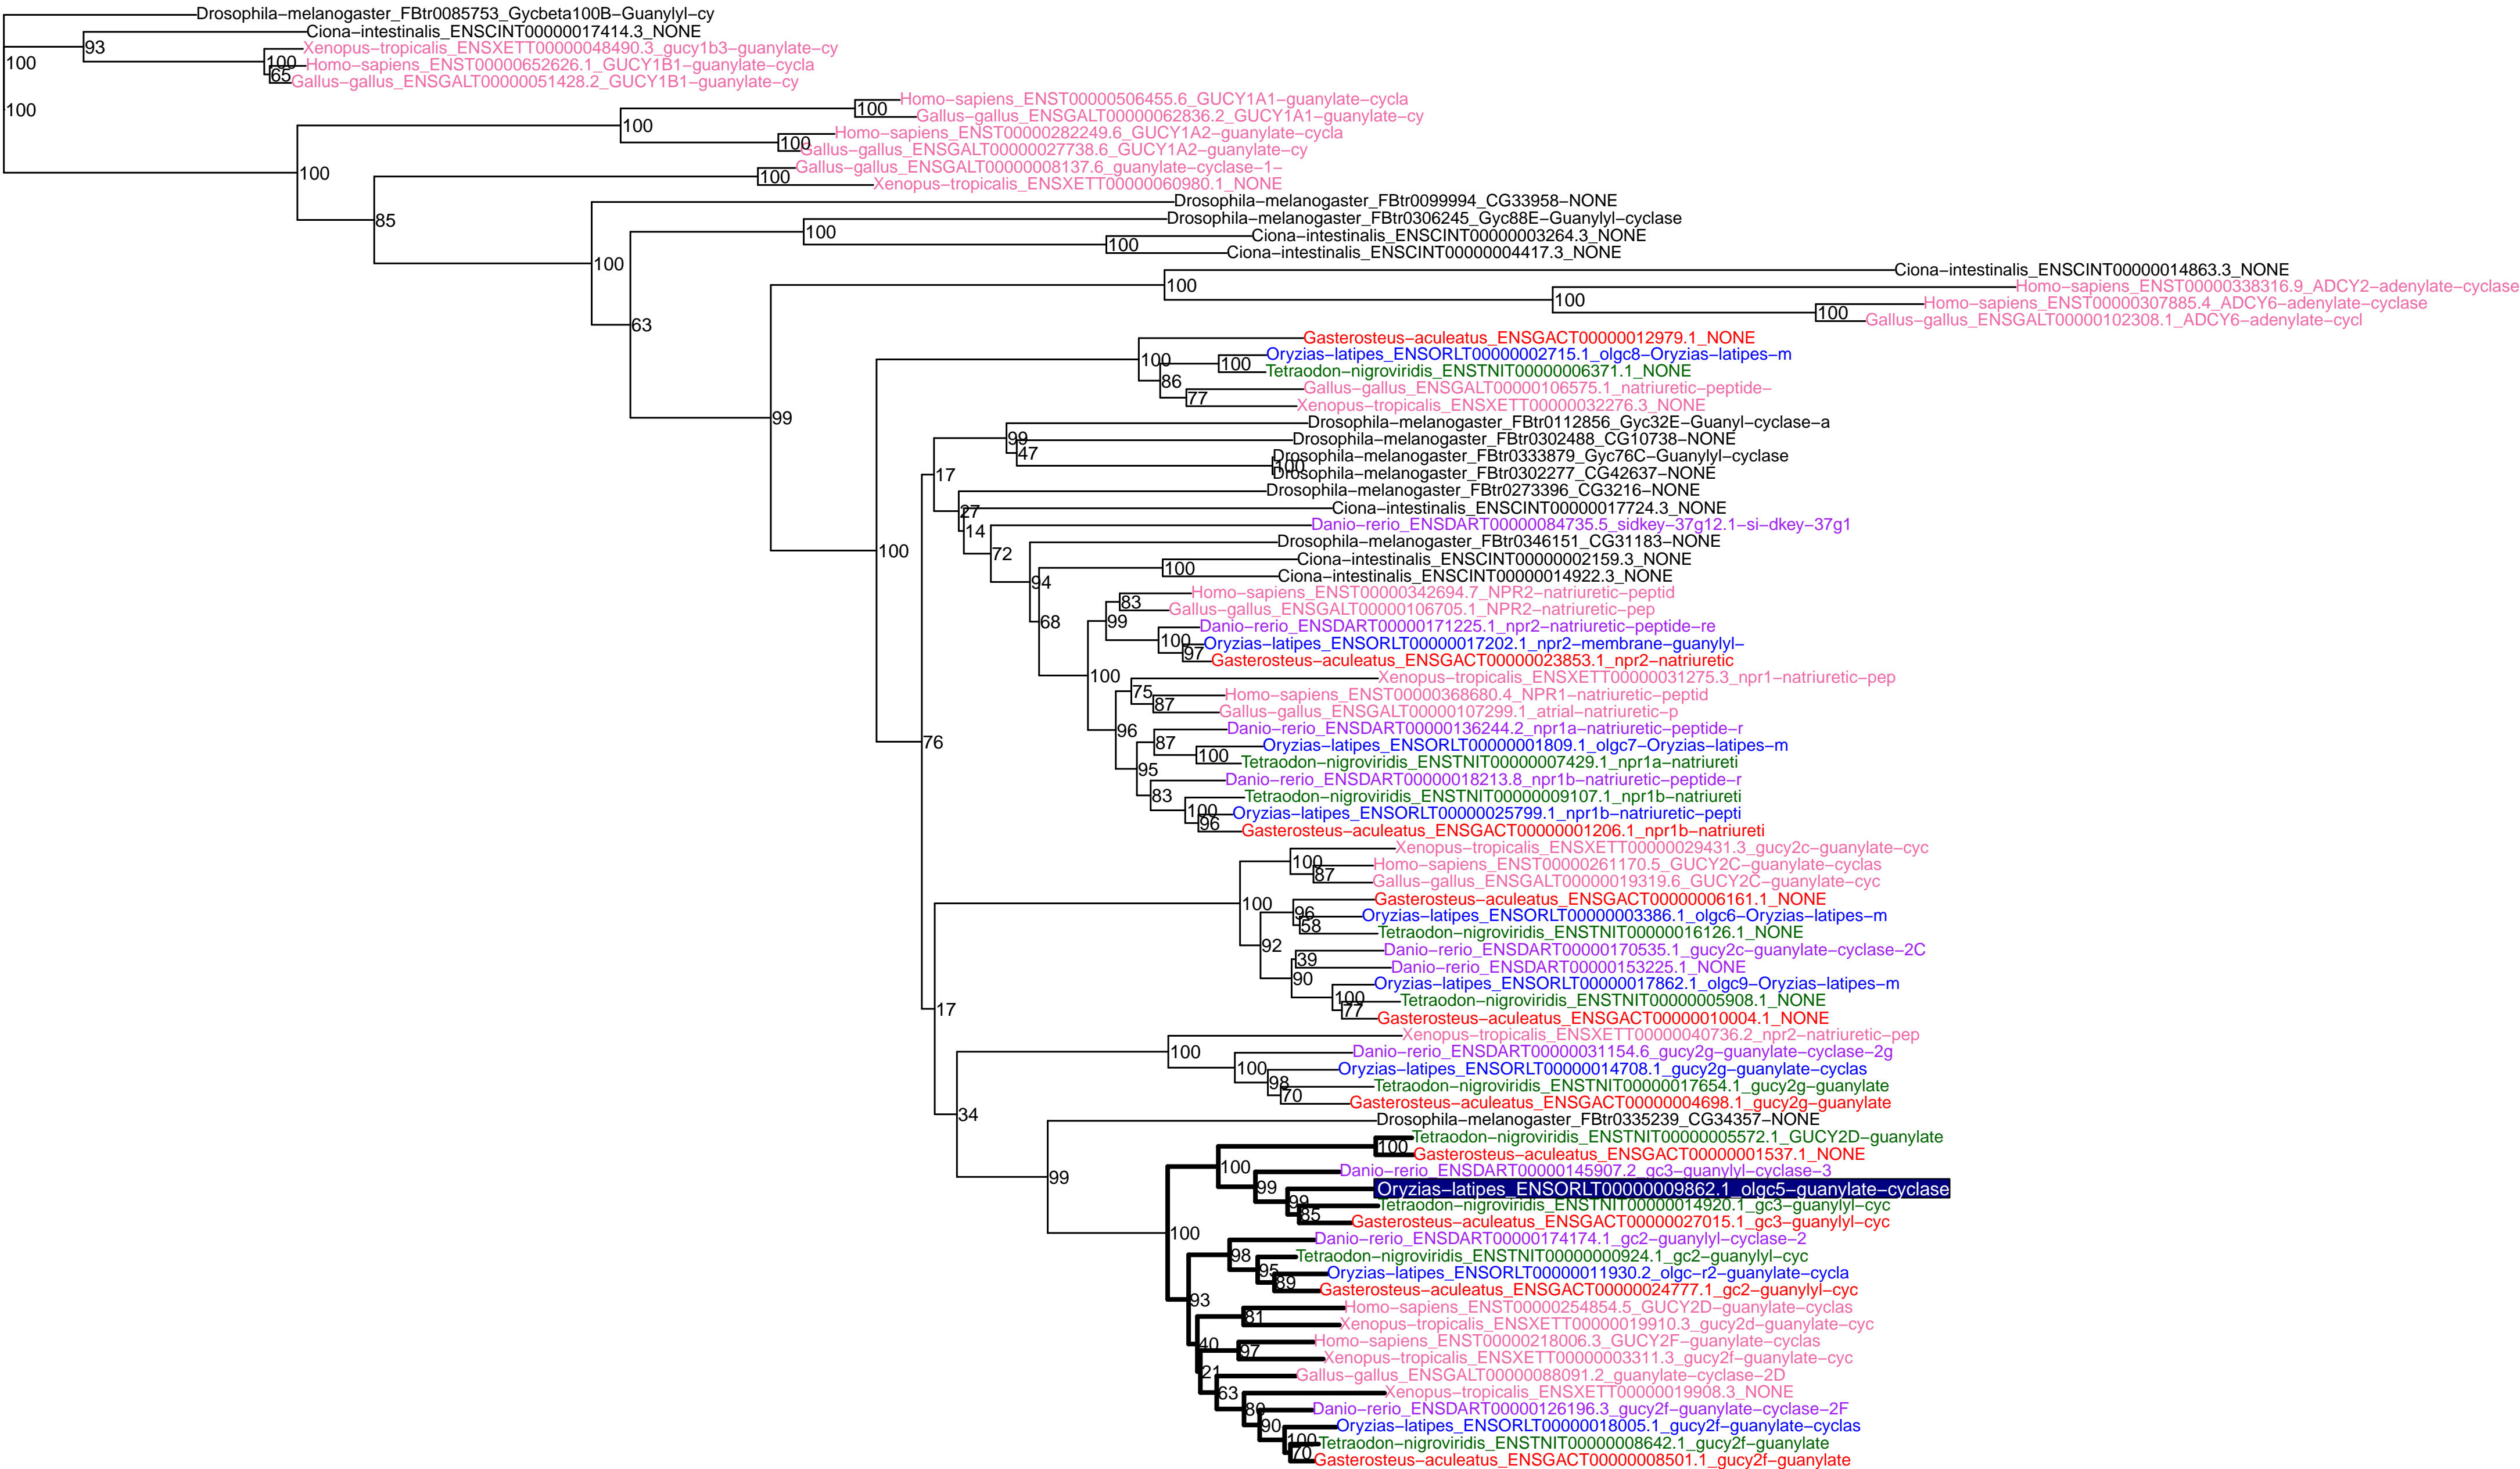 Drosophila−melanogaster_FBtr0085753_Gycbeta100B−Guanylyl−cy
Ciona−intestinalis_ENSCINT00000017414.3_NONE
93
Xenopus−tropicalis_ENSXETT00000048490.3_gucy1b3−guanylate−cy
100
100
Homo−sapiens_ENST00000652626.1_GUCY1B1−guanylate−cycla
65
Gallus−gallus_ENSGALT00000051428.2_GUCY1B1−guanylate−cy
Homo−sapiens_ENST00000506455.6_GUCY1A1−guanylate−cycla
100
100
Gallus−gallus_ENSGALT00000062836.2_GUCY1A1−guanylate−cy
100
Homo−sapiens_ENST00000282249.6_GUCY1A2−guanylate−cycla
100
Gallus−gallus_ENSGALT00000027738.6_GUCY1A2−guanylate−cy
Gallus−gallus_ENSGALT00000008137.6_guanylate−cyclase−1−
100
100
Xenopus−tropicalis_ENSXETT00000060980.1_NONE
Drosophila−melanogaster_FBtr0099994_CG33958−NONE
85
Drosophila−melanogaster_FBtr0306245_Gyc88E−Guanylyl−cyclase
100
Ciona−intestinalis_ENSCINT00000003264.3_NONE
100
Ciona−intestinalis_ENSCINT00000004417.3_NONE
100
Ciona−intestinalis_ENSCINT00000014863.3_NONE
100
Homo−sapiens_ENST00000338316.9_ADCY2−adenylate−cyclase
100
Homo−sapiens_ENST00000307885.4_ADCY6−adenylate−cyclase
100
Gallus−gallus_ENSGALT00000102308.1_ADCY6−adenylate−cycl
63
Gasterosteus−aculeatus_ENSGACT00000012979.1_NONE
Oryzias−latipes_ENSORLT00000002715.1_olgc8−Oryzias−latipes−m
100
100
Tetraodon−nigroviridis_ENSTNIT00000006371.1_NONE
86
Gallus−gallus_ENSGALT00000106575.1_natriuretic−peptide−
77
Xenopus−tropicalis_ENSXETT00000032276.3_NONE
99
Drosophila−melanogaster_FBtr0112856_Gyc32E−Guanyl−cyclase−a
99
Drosophila−melanogaster_FBtr0302488_CG10738−NONE
47
Drosophila−melanogaster_FBtr0333879_Gyc76C−Guanylyl−cyclase
100
Drosophila−melanogaster_FBtr0302277_CG42637−NONE
17
Drosophila−melanogaster_FBtr0273396_CG3216−NONE
27
Ciona−intestinalis_ENSCINT00000017724.3_NONE
14
Danio−rerio_ENSDART00000084735.5_sidkey−37g12.1−si−dkey−37g1
100
72
Drosophila−melanogaster_FBtr0346151_CG31183−NONE
Ciona−intestinalis_ENSCINT00000002159.3_NONE
100
Ciona−intestinalis_ENSCINT00000014922.3_NONE
94
Homo−sapiens_ENST00000342694.7_NPR2−natriuretic−peptid
83
Gallus−gallus_ENSGALT00000106705.1_NPR2−natriuretic−pep
68
99
Danio−rerio_ENSDART00000171225.1_npr2−natriuretic−peptide−re
100
Oryzias−latipes_ENSORLT00000017202.1_npr2−membrane−guanylyl−
97
Gasterosteus−aculeatus_ENSGACT00000023853.1_npr2−natriuretic
100
Xenopus−tropicalis_ENSXETT00000031275.3_npr1−natriuretic−pep
75
Homo−sapiens_ENST00000368680.4_NPR1−natriuretic−peptid
87
Gallus−gallus_ENSGALT00000107299.1_atrial−natriuretic−p
96
Danio−rerio_ENSDART00000136244.2_npr1a−natriuretic−peptide−r
76
87
Oryzias−latipes_ENSORLT00000001809.1_olgc7−Oryzias−latipes−m
100
Tetraodon−nigroviridis_ENSTNIT00000007429.1_npr1a−natriureti
95
Danio−rerio_ENSDART00000018213.8_npr1b−natriuretic−peptide−r
83
Tetraodon−nigroviridis_ENSTNIT00000009107.1_npr1b−natriureti
100
Oryzias−latipes_ENSORLT00000025799.1_npr1b−natriuretic−pepti
96
Gasterosteus−aculeatus_ENSGACT00000001206.1_npr1b−natriureti
Xenopus−tropicalis_ENSXETT00000029431.3_gucy2c−guanylate−cyc
100
Homo−sapiens_ENST00000261170.5_GUCY2C−guanylate−cyclas
87
Gallus−gallus_ENSGALT00000019319.6_GUCY2C−guanylate−cyc
100
Gasterosteus−aculeatus_ENSGACT00000006161.1_NONE
96
Oryzias−latipes_ENSORLT00000003386.1_olgc6−Oryzias−latipes−m
58
Tetraodon−nigroviridis_ENSTNIT00000016126.1_NONE
92
Danio−rerio_ENSDART00000170535.1_gucy2c−guanylate−cyclase−2C
39
Danio−rerio_ENSDART00000153225.1_NONE
90
Oryzias−latipes_ENSORLT00000017862.1_olgc9−Oryzias−latipes−m
100
Tetraodon−nigroviridis_ENSTNIT00000005908.1_NONE
77
Gasterosteus−aculeatus_ENSGACT00000010004.1_NONE
17
Xenopus−tropicalis_ENSXETT00000040736.2_npr2−natriuretic−pep
100
Danio−rerio_ENSDART00000031154.6_gucy2g−guanylate−cyclase−2g
100
Oryzias−latipes_ENSORLT00000014708.1_gucy2g−guanylate−cyclas
98
Tetraodon−nigroviridis_ENSTNIT00000017654.1_gucy2g−guanylate
70
Gasterosteus−aculeatus_ENSGACT00000004698.1_gucy2g−guanylate
34
Drosophila−melanogaster_FBtr0335239_CG34357−NONE
Tetraodon−nigroviridis_ENSTNIT00000005572.1_GUCY2D−guanylate
100
Gasterosteus−aculeatus_ENSGACT00000001537.1_NONE
100
Danio−rerio_ENSDART00000145907.2_gc3−guanylyl−cyclase−3
99
99
Oryzias−latipes_ENSORLT00000009862.1_olgc5−guanylate−cyclase
99
Tetraodon−nigroviridis_ENSTNIT00000014920.1_gc3−guanylyl−cyc
85
Gasterosteus−aculeatus_ENSGACT00000027015.1_gc3−guanylyl−cyc
100
Danio−rerio_ENSDART00000174174.1_gc2−guanylyl−cyclase−2
98
Tetraodon−nigroviridis_ENSTNIT00000000924.1_gc2−guanylyl−cyc
95
Oryzias−latipes_ENSORLT00000011930.2_olgc−r2−guanylate−cycla
89
Gasterosteus−aculeatus_ENSGACT00000024777.1_gc2−guanylyl−cyc
93
Homo−sapiens_ENST00000254854.5_GUCY2D−guanylate−cyclas
81
Xenopus−tropicalis_ENSXETT00000019910.3_gucy2d−guanylate−cyc
40
Homo−sapiens_ENST00000218006.3_GUCY2F−guanylate−cyclas
97
Xenopus−tropicalis_ENSXETT00000003311.3_gucy2f−guanylate−cyc
21
Gallus−gallus_ENSGALT00000088091.2_guanylate−cyclase−2D
63
Xenopus−tropicalis_ENSXETT00000019908.3_NONE
80
Danio−rerio_ENSDART00000126196.3_gucy2f−guanylate−cyclase−2F
90
Oryzias−latipes_ENSORLT00000018005.1_gucy2f−guanylate−cyclas
100
Tetraodon−nigroviridis_ENSTNIT00000008642.1_gucy2f−guanylate
70
Gasterosteus−aculeatus_ENSGACT00000008501.1_gucy2f−guanylate